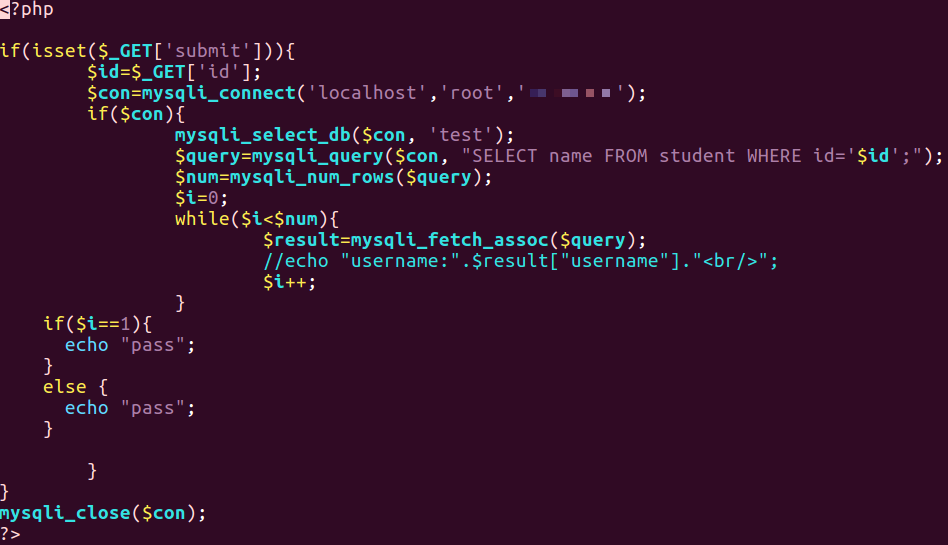 <?php
if(isset($_GET['submit'])){
$id=$_GET['id'];
$con=mysqli_connect('localhost','root','');
if($con){
mysqli_select_db($con, 'test');
$query=mysqli_query($con, "SELECT name FROM student WHERE id='$id';");
$num=mysqli_num_rows($query);
$i=0;
while($i<$num){
$result=mysqli_fetch_assoc($query);
//echo "username:".$result["username"]."<br/>";
$i++;
}
if($i==1){
echo "pass";
}
else {
echo "pass";
}
}
}
mysqli_close($con);
?>